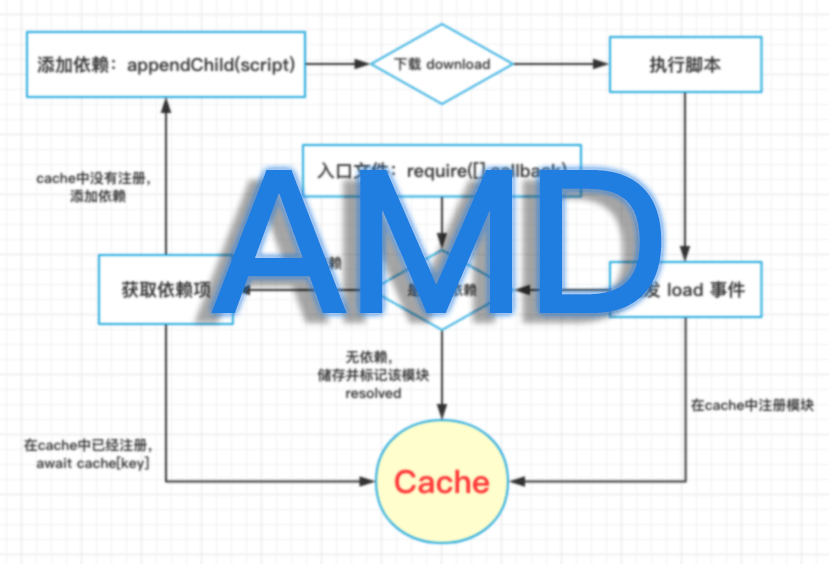 添加依赖：appendChild(script)
下载 download
执行脚本
入口文件：require([],callback)
cache中没有注册，
添加依赖
AMD
获取依赖项
赖
是
依赖
发 load 事件
无依赖，
储存并标记该模块
resolved
在cache中注册模块
在cache中已经注册，
await cache[key]
Cache